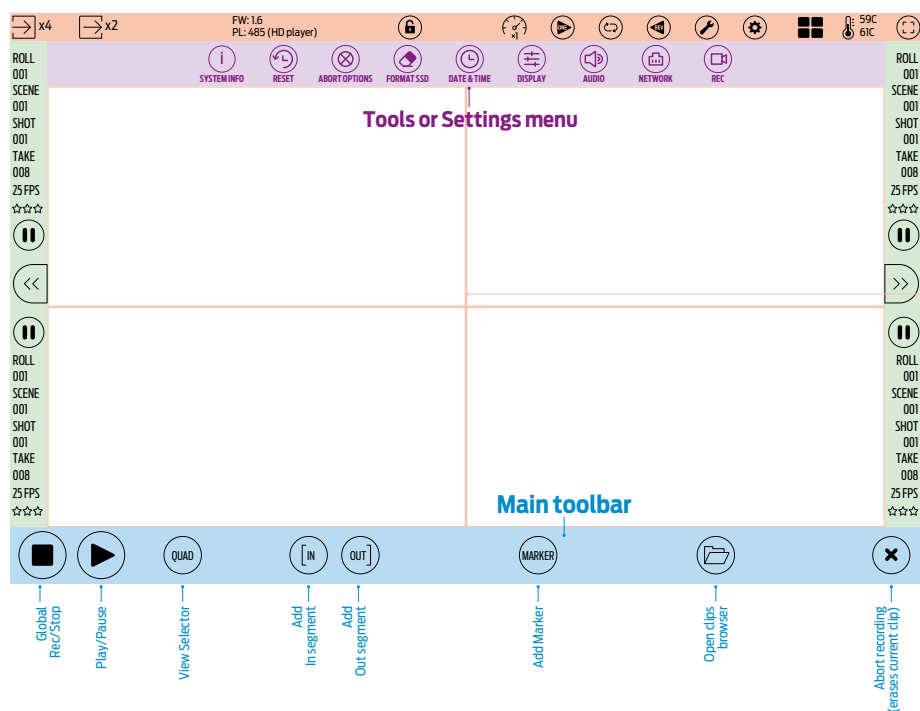 x4
x2
FW: 1.6
PL: 485 (HD player)
x1
59C
61C
SYSTEM INFO
RESET
ABORT OPTIONS
FORMAT SSD
DATE & TIME
DISPLAY
AUDIO
NETWORK
REC
Tools or Settings menu
ROLL
001
SCENE
001
SHOT
001
TAKE
008
25 FPS
<<
ROLL
001
SCENE
001
SHOT
001
TAKE
008
25 FPS
ROLL
001
SCENE
001
SHOT
001
TAKE
008
25 FPS
>>
ROLL
001
SCENE
001
SHOT
001
TAKE
008
25 FPS
Main toolbar
QUAD
[IN
OUT]
MARKER
Global
Rec/Stop
Play/Pause
View Selector
Add
In segment
Add
Out segment
Add Marker
Open clips
browser
Abort recording
(erases current clip)